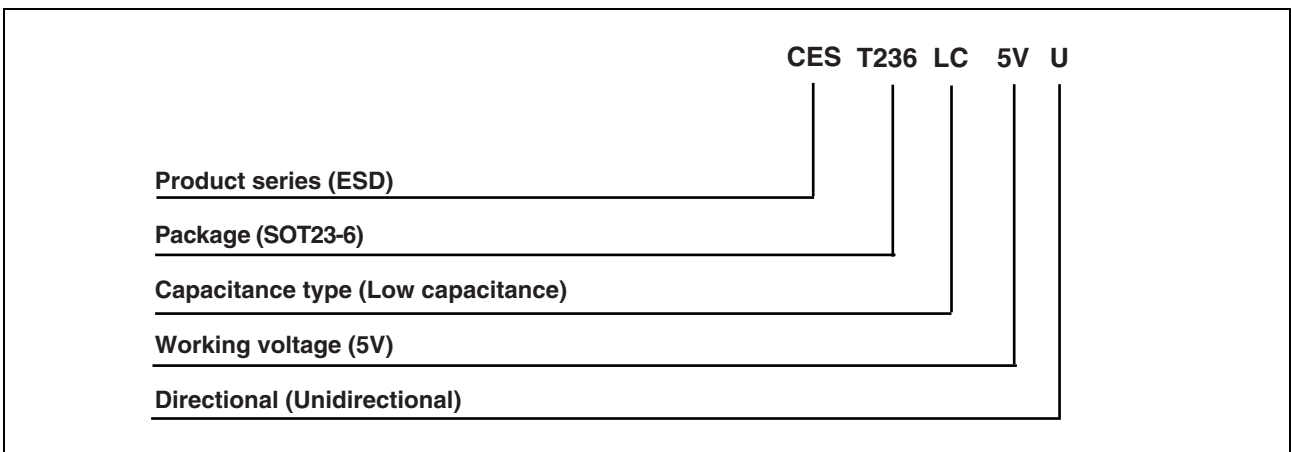 CES T236 LC 5V U
Product series (ESD)
Package (SOT23-6)
Capacitance type (Low capacitance)
Working voltage (5V)
Directional (Unidirectional)